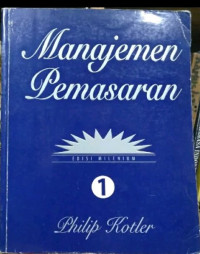 Manajemen
Pemasaran
EDISI MILENIUM
1
Philip Kotler